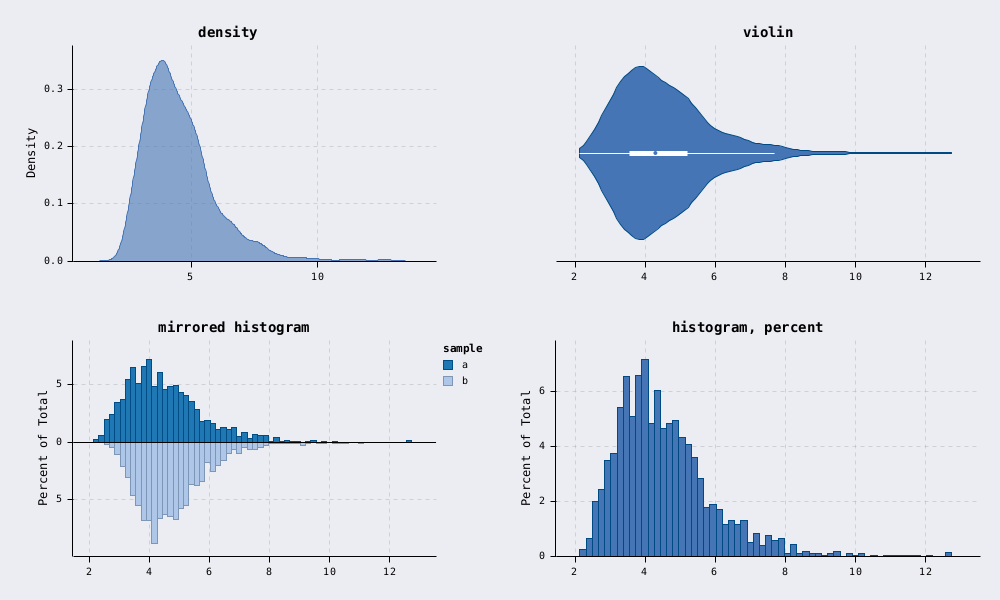 density
Density
0.3
0.2
0.1
0.0
5 10
violin
2 4 6 8 10 12
mirrored histogram
Percent of Total
5
0
5
2 4 6 8 10 12
sample
a
b
histogram, percent
Percent of Total
6
4
2
0
2 4 6 8 10 12